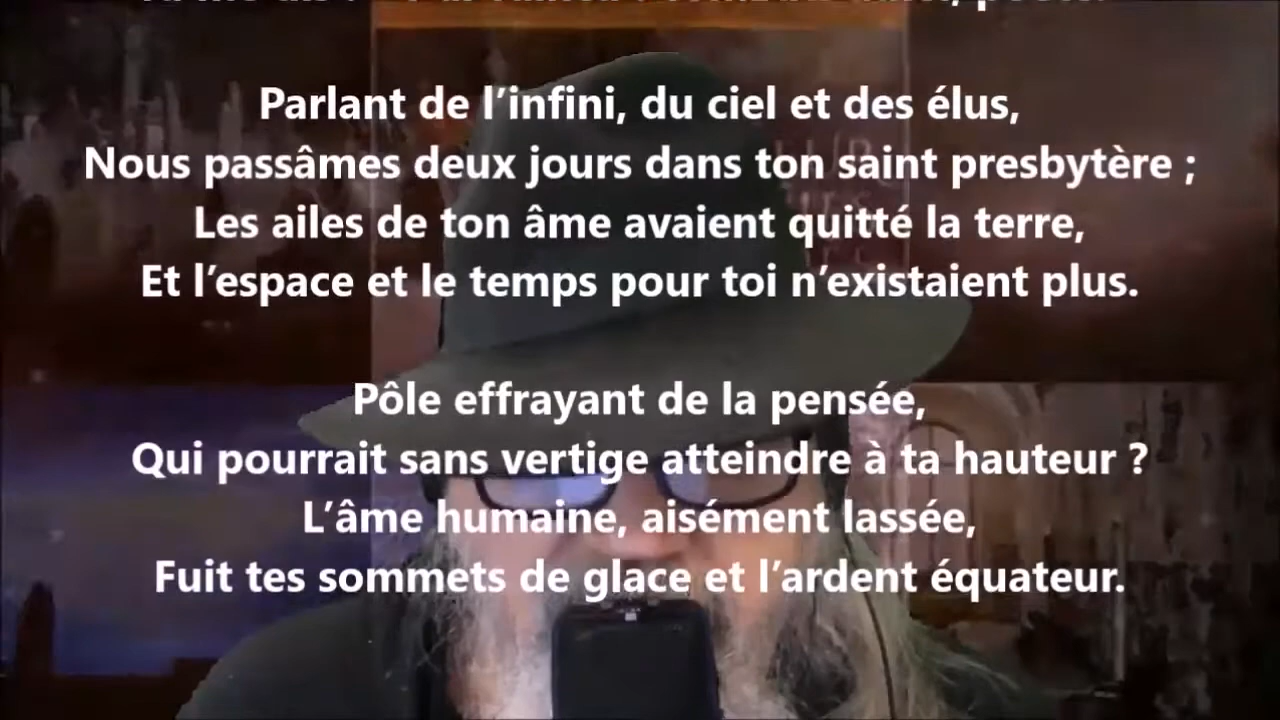 Parlant de l’infini, du ciel et des élus,
Nous passâmes deux jours dans ton saint presbytère ;
Les ailes de ton âme avaient quitté la terre,
Et l’espace et le temps pour toi n’existaient plus.
Pôle effrayant de la pensée,
Qui pourrait sans vertige atteindre à ta hauteur ?
L’âme humaine, aisément lassée,
Fuit tes sommets de glace et l’ardent équateur.